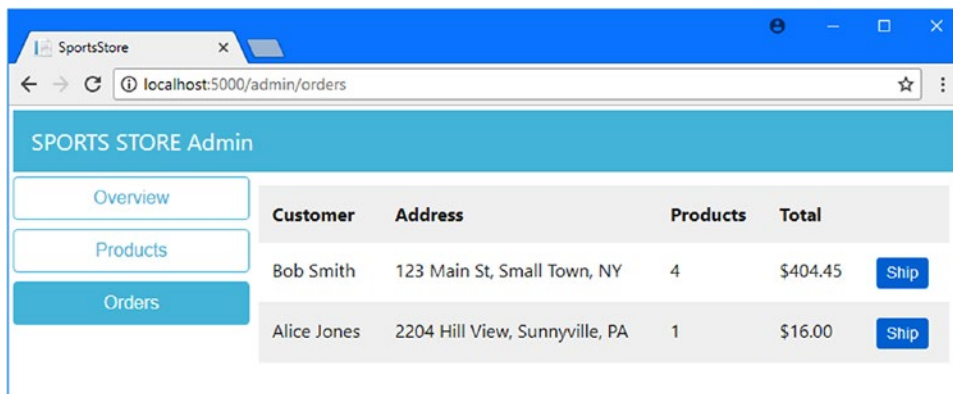 SportsStore
localhost:5000/admin/orders
SPORTS STORE Admin
Overview
Products
Orders
Customer Address Products Total
Bob Smith 123 Main St, Small Town, NY 4 $404.45 Ship
Alice Jones 2204 Hill View, Sunnyville, PA 1 $16.00 Ship